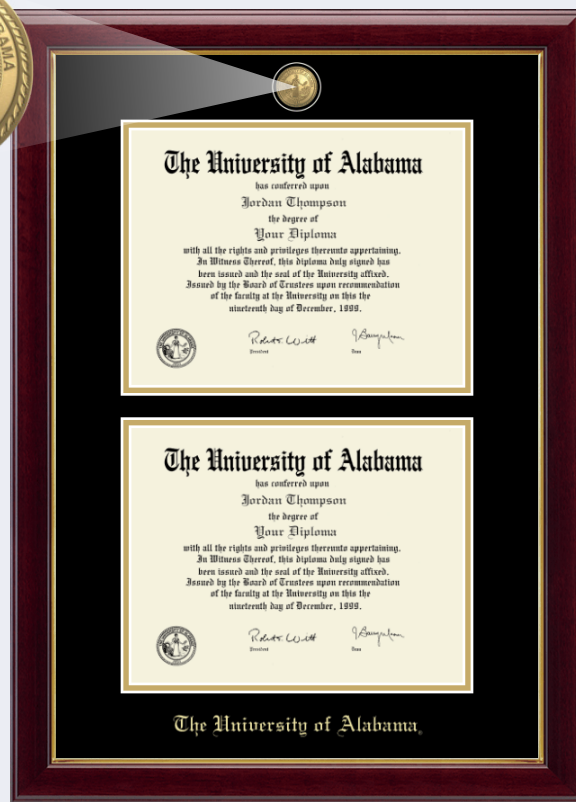 AMA
The University of Alabama
has conferred upon
Jordan Thompson
the degree of
Your Diploma
with all the rights and privileges thereunto appertaining.
In Witness Thereof, this diploma duly signed has
been issued and the seal of the University affixed.
Issued by the Board of Trustees upon recommendation
of the faculty at the University on this the
nineteenth day of December, 1999.
President
Dean
The University of Alabama
has conferred upon
Jordan Thompson
the degree of
Your Diploma
with all the rights and privileges thereunto appertaining.
In Witness Thereof, this diploma duly signed has
been issued and the seal of the University affixed.
Issued by the Board of Trustees upon recommendation
of the faculty at the University on this the
nineteenth day of December, 1999.
President
Dean
The University of Alabama®